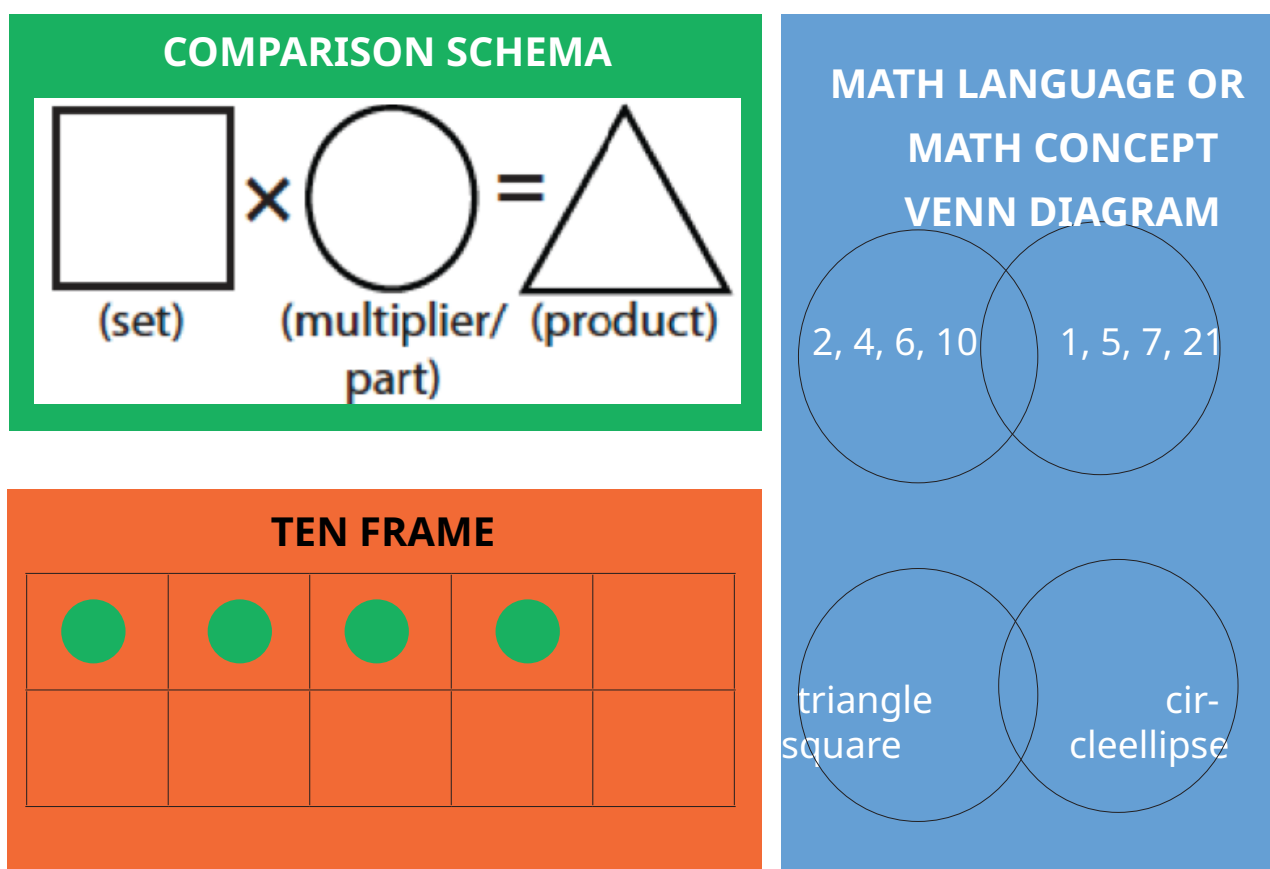 COMPARISON SCHEMA
× =
(set) (multiplier/ (product)
part)
TEN FRAME
MATH LANGUAGE OR
MATH CONCEPT
VENN DIAGRAM
2, 4, 6, 10 1, 5, 7, 21
triangle cir-
square cleellipse